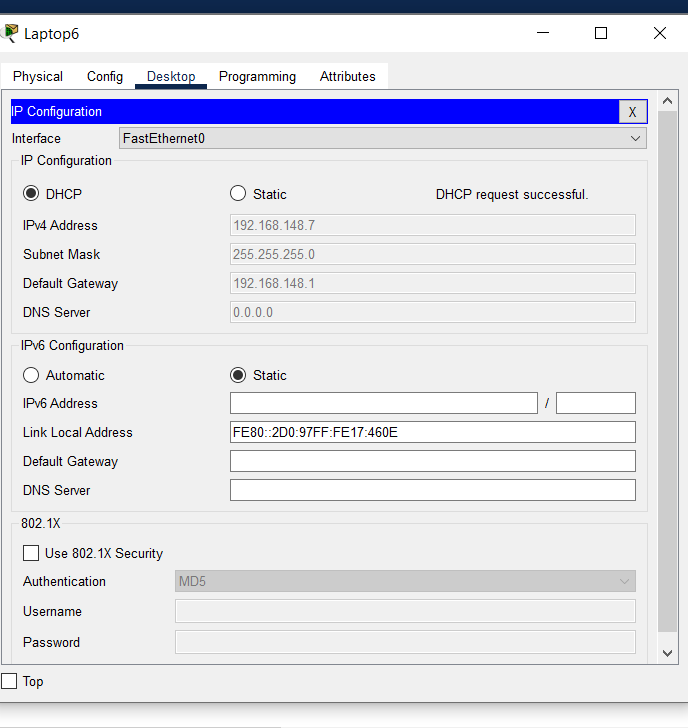 Laptop6
Physical Config Desktop Programming Attributes
IP Configuration X
Interface FastEthernet0
IP Configuration
DHCP Static DHCP request successful.
IPv4 Address 192.168.148.7
Subnet Mask 255.255.255.0
Default Gateway 192.168.148.1
DNS Server 0.0.0.0
IPv6 Configuration
Automatic Static
IPv6 Address /
Link Local Address FE80::2D0:97FF:FE17:460E
Default Gateway
DNS Server
802.1X
Use 802.1X Security
Authentication MD5
Username
Password
Top